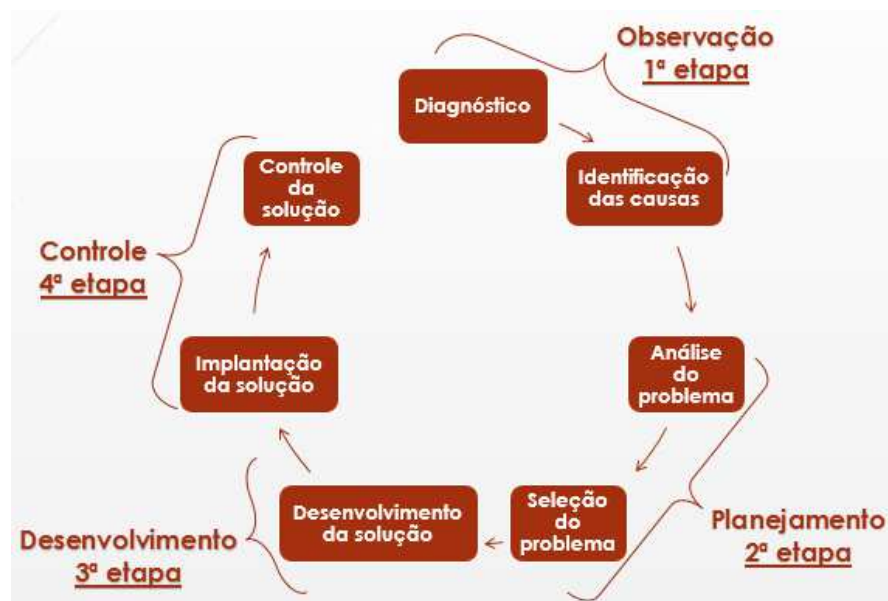 Observação
1ª etapa
Diagnóstico
Identificação
das causas
Análise
do
problema
Planejamento
2ª etapa
Seleção
do
problema
Desenvolvimento
da solução
Desenvolvimento
3ª etapa
Implantação
da solução
Controle
da
solução
Controle
4ª etapa